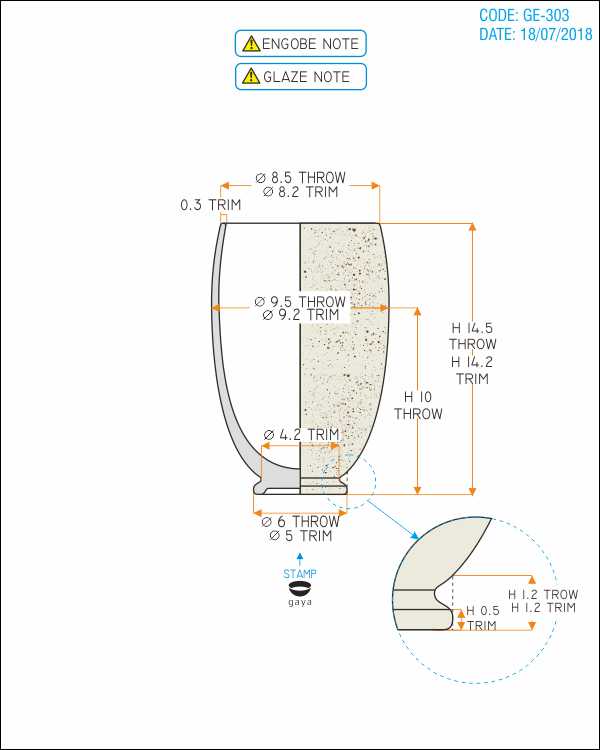 CODE: GE-303
DATE: 18/07/2018
ENGOBE NOTE
GLAZE NOTE
Ø 8.5 THROW
Ø 8.2 TRIM
0.3 TRIM
Ø 9.5 THROW
Ø 9.2 TRIM
H 14.5
THROW
H 14.2
TRIM
H 10
THROW
Ø 4.2 TRIM
Ø 6 THROW
Ø 5 TRIM
STAMP
gaya
H 1.2 TROW
H 1.2 TRIM
H 0.5
TRIM